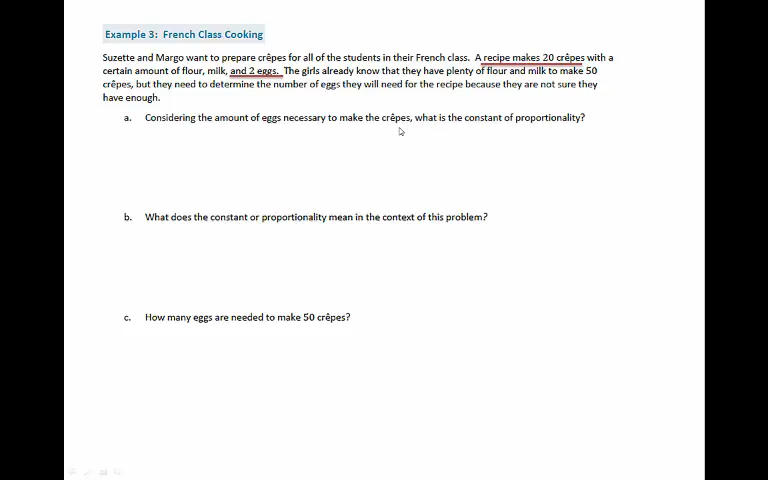 Example 3: French Class Cooking
Suzette and Margo want to prepare crêpes for all of the students in their French class. A recipe makes 20 crêpes with a
certain amount of flour, milk, and 2 eggs. The girls already know that they have plenty of flour and milk to make 50
crêpes, but they need to determine the number of eggs they will need for the recipe because they are not sure they
have enough.
a. Considering the amount of eggs necessary to make the crêpes, what is the constant of proportionality?
b. What does the constant or proportionality mean in the context of this problem?
c. How many eggs are needed to make 50 crêpes?